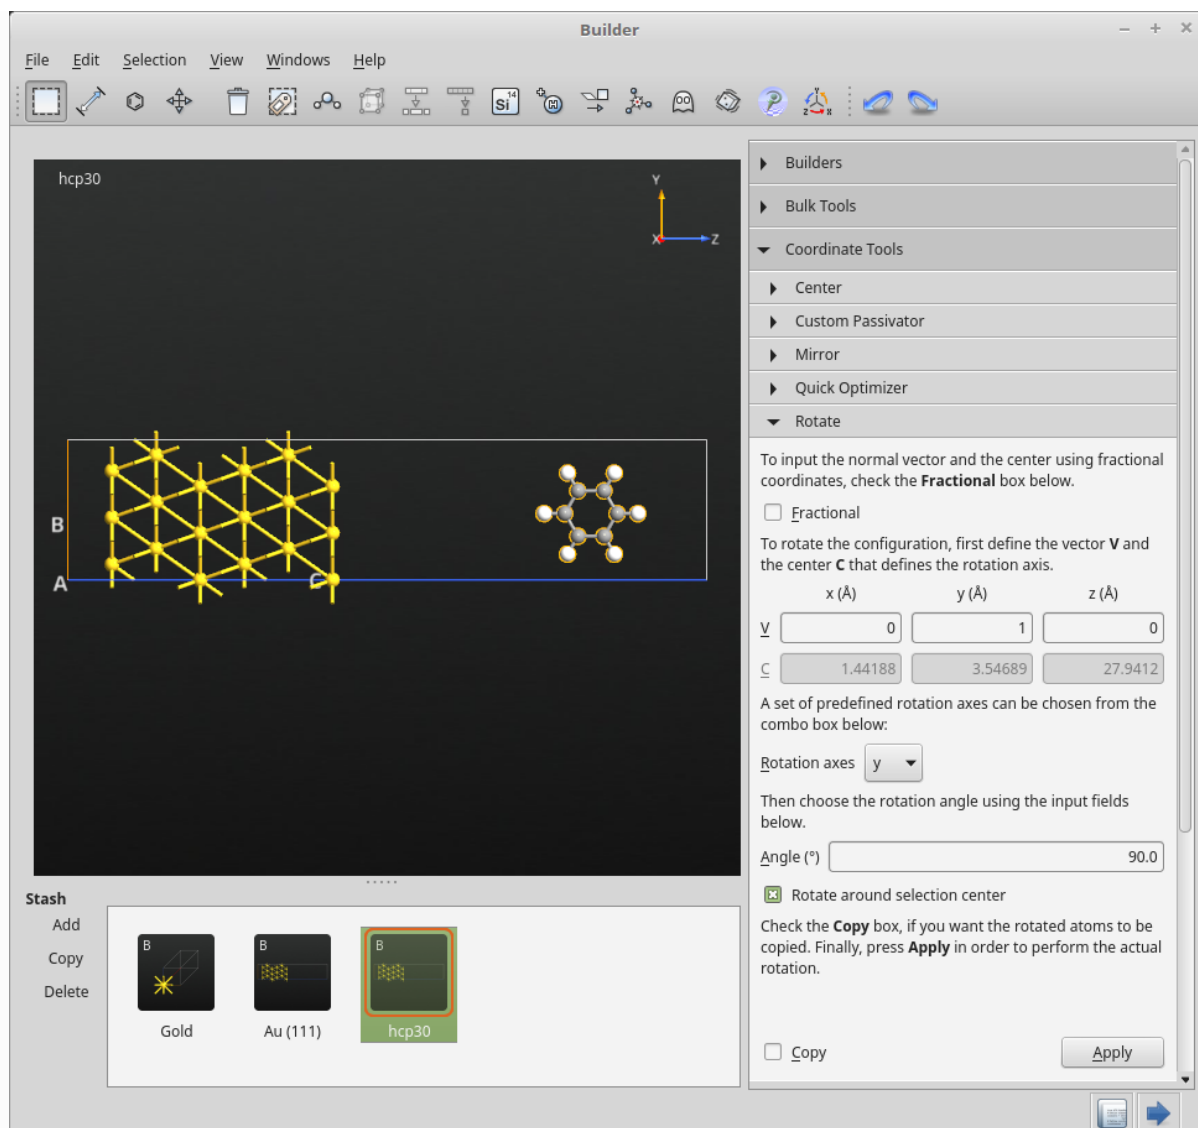 Builder
File Edit Selection View Windows Help
Si 14
H
z x
hcp30
Y
X Z
B
A C
Builders
Bulk Tools
Coordinate Tools
Center
Custom Passivator
Mirror
Quick Optimizer
Rotate
To input the normal vector and the center using fractional
coordinates, check the Fractional box below.
Fractional
To rotate the configuration, first define the vector V and
the center C that defines the rotation axis.
x (Å) y (Å) z (Å)
V 0 1 0
C 1.44188 3.54689 27.9412
A set of predefined rotation axes can be chosen from the
combo box below:
Rotation axes y
Then choose the rotation angle using the input fields
below.
Angle (°) 90.0
Rotate around selection center
Check the Copy box, if you want the rotated atoms to be
copied. Finally, press Apply in order to perform the actual
rotation.
Copy Apply
Stash
Add
Copy
Delete
B B B
Gold Au (111) hcp30